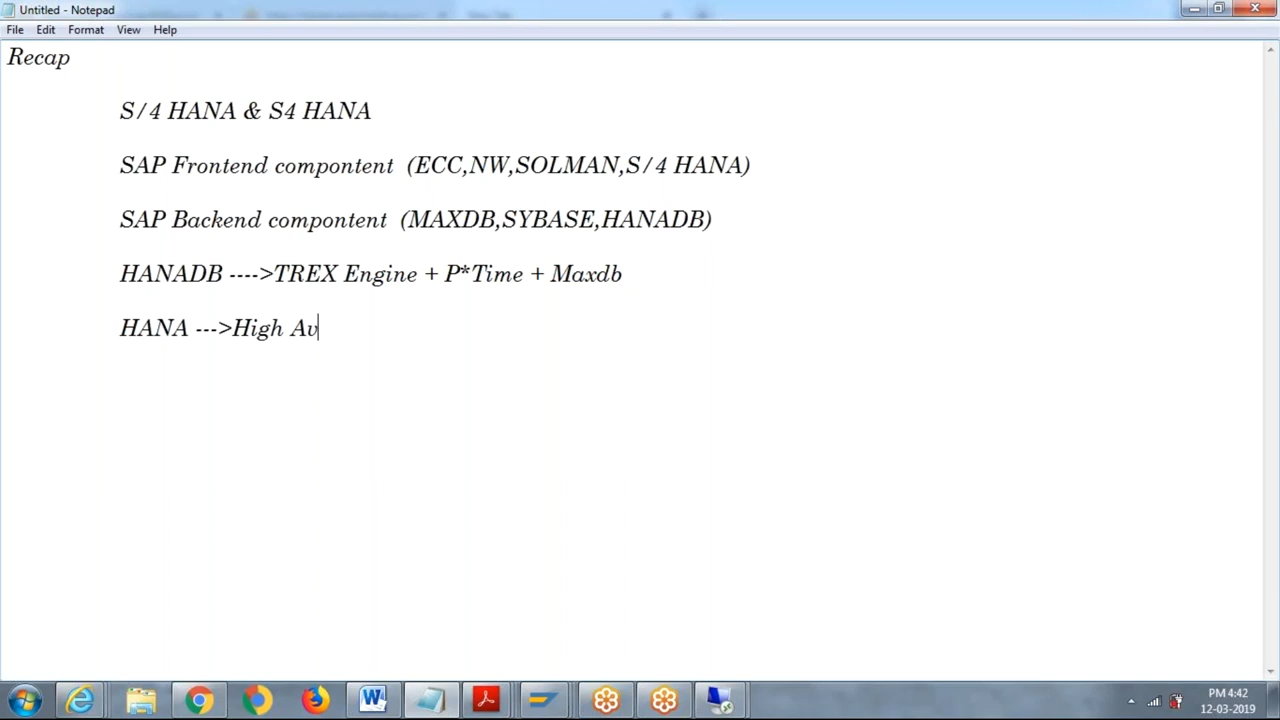 Untitled - Notepad
File Edit Format View Help
Recap
S/4 HANA & S4 HANA
SAP Frontend compontent (ECC,NW,SOLMAN,S/4 HANA)
SAP Backend compontent (MAXDB,SYBASE,HANADB)
HANADB ---->TREX Engine + P*Time + Maxdb
HANA --->High Av
PM 4:42
12-03-2019